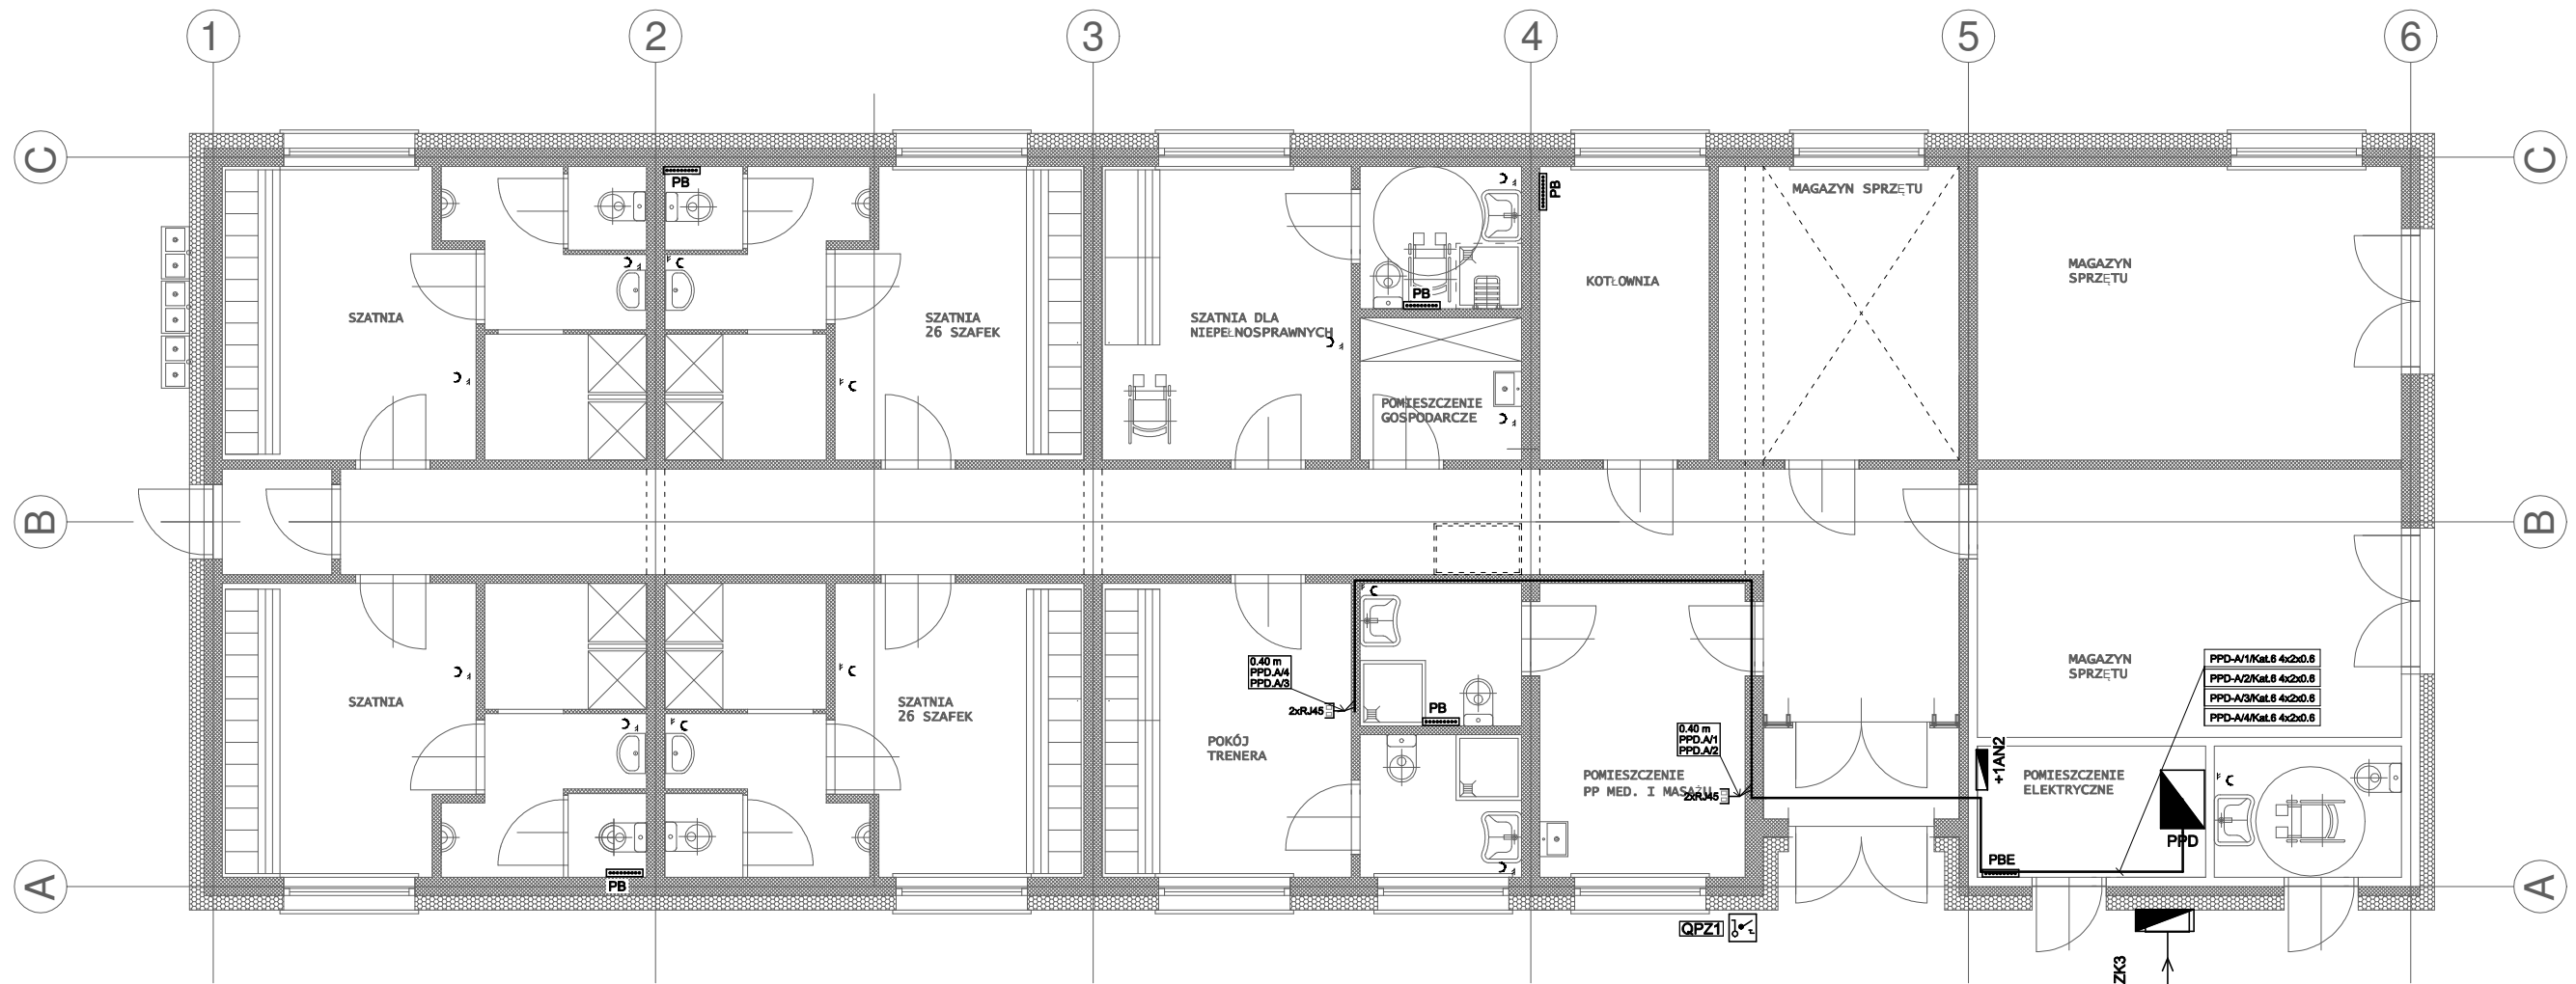 1
2
3
4
5
6
C
C
PB
PB
MAGAZYN SPRZĘTU
MAGAZYN
SPRZĘTU
KOTŁOWNIA
PB
SZATNIA
SZATNIA
26 SZAFEK
SZATNIA DLA
NIEPEŁNOSPRAWNYCH
POMIESZCZENIE
GOSPODARCZE
B
B
0.40 m
PPD.A/4
PPD.A/3
2xRJ45
PB
MAGAZYN
SPRZĘTU
PPD-A/1/Kat.6 4x2x0.6
PPD-A/2/Kat.6 4x2x0.6
PPD-A/3/Kat.6 4x2x0.6
PPD-A/4/Kat.6 4x2x0.6
SZATNIA
SZATNIA
26 SZAFEK
POKÓJ
TRENERA
0.40 m
PPD.A/1
PPD.A/2
2xRJ45
POMIESZCZENIE
PP MED. I MASAŻU
+1AN2
POMIESZCZENIE
ELEKTRYCZNE
PPD
PBE
PB
A
A
QPZ1
ZK3